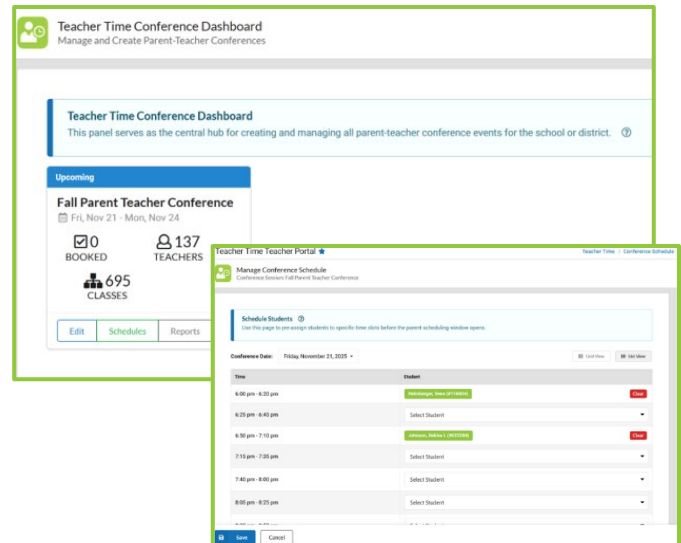 Teacher Time Conference Dashboard
Manage and Create Parent-Teacher Conferences
Teacher Time Conference Dashboard
This panel serves as the central hub for creating and managing all parent-teacher conference events for the school or district.
Upcoming
Fall Parent Teacher Conference
Fri, Nov 21 - Mon, Nov 24
0
BOOKED
137
TEACHERS
695
CLASSES
Edit Schedules Reports
Teacher Time Teacher Portal
Teacher Time Conference Schedule
Manage Conference Schedule
Conference Session: Fall Parent Teacher Conference
Schedule Students
Use this page to pre-assign students to specific time slots before the parent scheduling window opens.
Conference Date: Friday, November 21, 2025
Grid View List View
Time Student
6:00 pm - 6:20 pm Clear
6:25 pm - 6:45 pm Select Student
6:50 pm - 7:10 pm Johnson, Clear
7:15 pm - 7:35 pm Select Student
7:40 pm - 8:00 pm Select Student
8:05 pm - 8:25 pm Select Student
Save Cancel